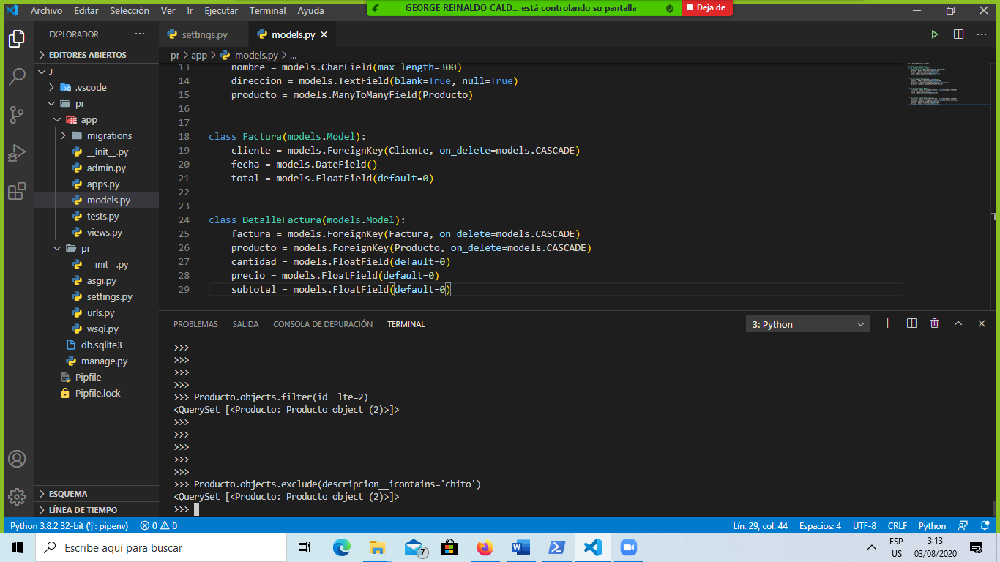 Archivo Editar Selección Ver Ir Ejecutar Terminal Ayuda
GEORGE REINALDO CALD... está controlando su pantalla
Deja de
EXPLORADOR
EDITORES ABIERTOS
J
.vscode
pr
app
migrations
__init__.py
admin.py
apps.py
models.py
tests.py
views.py
pr
__init__.py
asgi.py
settings.py
urls.py
wsgi.py
db.sqlite3
manage.py
Pipfile
Pipfile.lock
ESQUEMA
LÍNEA DE TIEMPO
settings.py
models.py
pr > app > models.py > ...
13 nombre = models.CharField(max_length=300)
14 direccion = models.TextField(blank=True, null=True)
15 producto = models.ManyToManyField(Producto)
16
17
18 class Factura(models.Model):
19 cliente = models.ForeignKey(Cliente, on_delete=models.CASCADE)
20 fecha = models.DateField()
21 total = models.FloatField(default=0)
22
23
24 class DetalleFactura(models.Model):
25 factura = models.ForeignKey(Factura, on_delete=models.CASCADE)
26 producto = models.ForeignKey(Producto, on_delete=models.CASCADE)
27 cantidad = models.FloatField(default=0)
28 precio = models.FloatField(default=0)
29 subtotal = models.FloatField(default=0)
PROBLEMAS SALIDA CONSOLA DE DEPURACIÓN TERMINAL
3: Python
>>>
>>>
>>>
>>>
>>> Producto.objects.filter(id__lte=2)
<QuerySet [<Producto: Producto object (2)>]>
>>>
>>>
>>>
>>>
>>>
>>> Producto.objects.exclude(descripcion__icontains='chito')
<QuerySet [<Producto: Producto object (2)>]>
>>>
Python 3.8.2 32-bit ('j': pipenv) 0 0
Lín. 29, col. 44 Espacios: 4 UTF-8 CRLF Python
Escribe aquí para buscar
7
ESP
US
3:13
03/08/2020